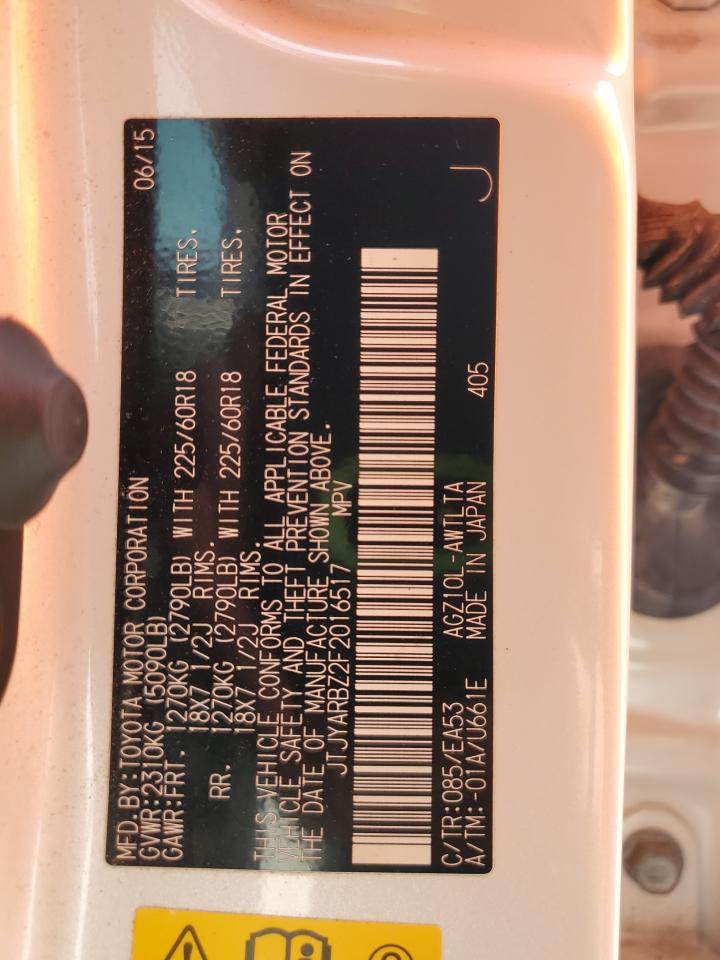 MFD.BY:TOYOTA MOTOR CORPORATION 06/15
GVWR:2310KG (5090LB)
GAWR:FRT. 1270KG (2790LB) WITH 225/60R18 TIRES.
18X7 1/2J RIMS.
RR. 1270KG (2790LB) WITH 225/60R18 TIRES.
18X7 1/2J RIMS.
THIS VEHICLE CONFORMS TO ALL APPLICABLE FEDERAL MOTOR
VEHICLE SAFETY AND THEFT PREVENTION STANDARDS IN EFFECT ON
THE DATE OF MANUFACTURE SHOWN ABOVE.
JTJYARBZ2F2016517 MPV
C/TR:085/EA53 AGZ10L-AWTLTA
A/TM:-01A/U661E MADE IN JAPAN 405
J